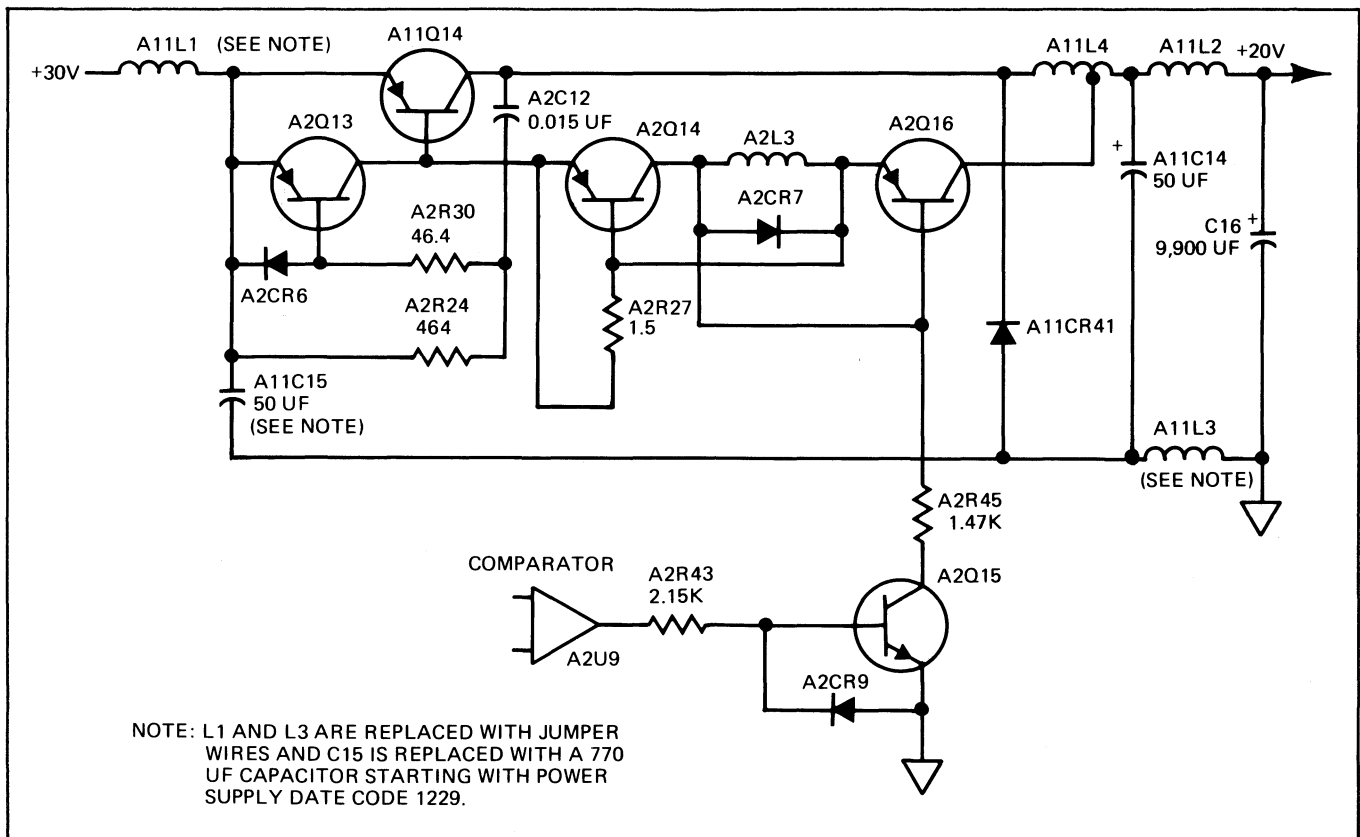 A11L1 (SEE NOTE)
A11Q14
A11L4
A11L2
+20V
+30V
A2C12
0.015 UF
A2Q13
A2Q14
A2L3
A2Q16
A11C14
50 UF
A2CR7
A2R30
46.4
C16
9,900 UF
A2CR6
A2R24
464
A2R27
1.5
A11CR41
A11C15
50 UF
(SEE NOTE)
A11L3
(SEE NOTE)
A2R45
1.47K
COMPARATOR
A2R43
2.15K
A2Q15
A2U9
A2CR9
NOTE: L1 AND L3 ARE REPLACED WITH JUMPER
WIRES AND C15 IS REPLACED WITH A 770
UF CAPACITOR STARTING WITH POWER
SUPPLY DATE CODE 1229.